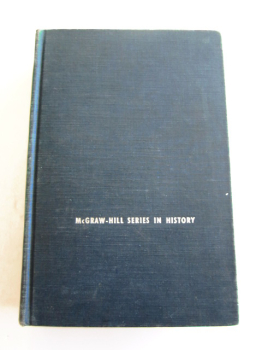 McGRAW-HILL SERIES IN HISTORY